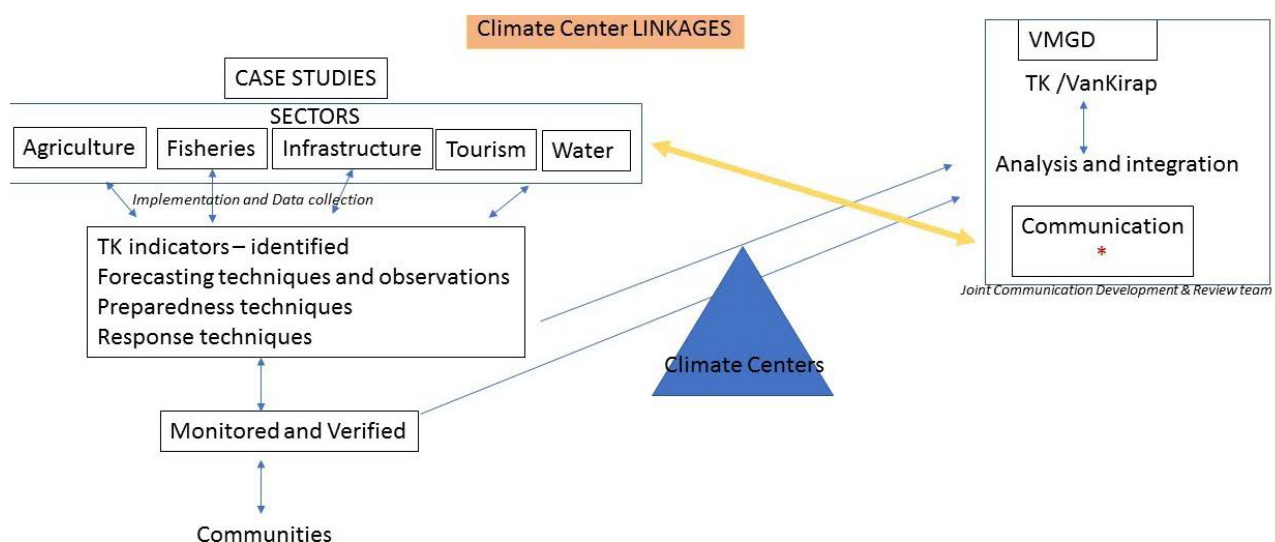 Climate Center LINKAGES
CASE STUDIES
SECTORS
Agriculture
Fisheries
Infrastructure
Tourism
Water
Implementation and Data collection
TK indicators – identified
Forecasting techniques and observations
Preparedness techniques
Response techniques
Monitored and Verified
Communities
Climate Centers
VMGD
TK /VanKirap
Analysis and integration
Communication
*
Joint Communication Development & Review team